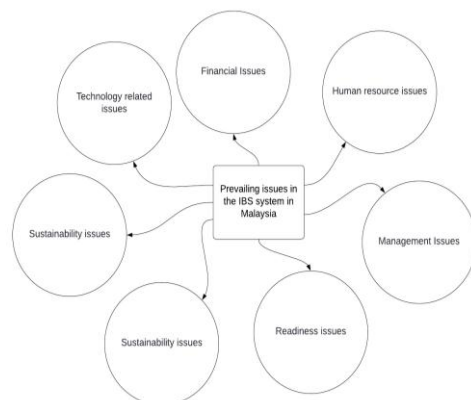 Financial Issues
Technology related
issues
Human resource issues
Prevailing issues in
the IBS system in
Malaysia
Sustainability issues
Management Issues
Sustainability issues
Readiness issues